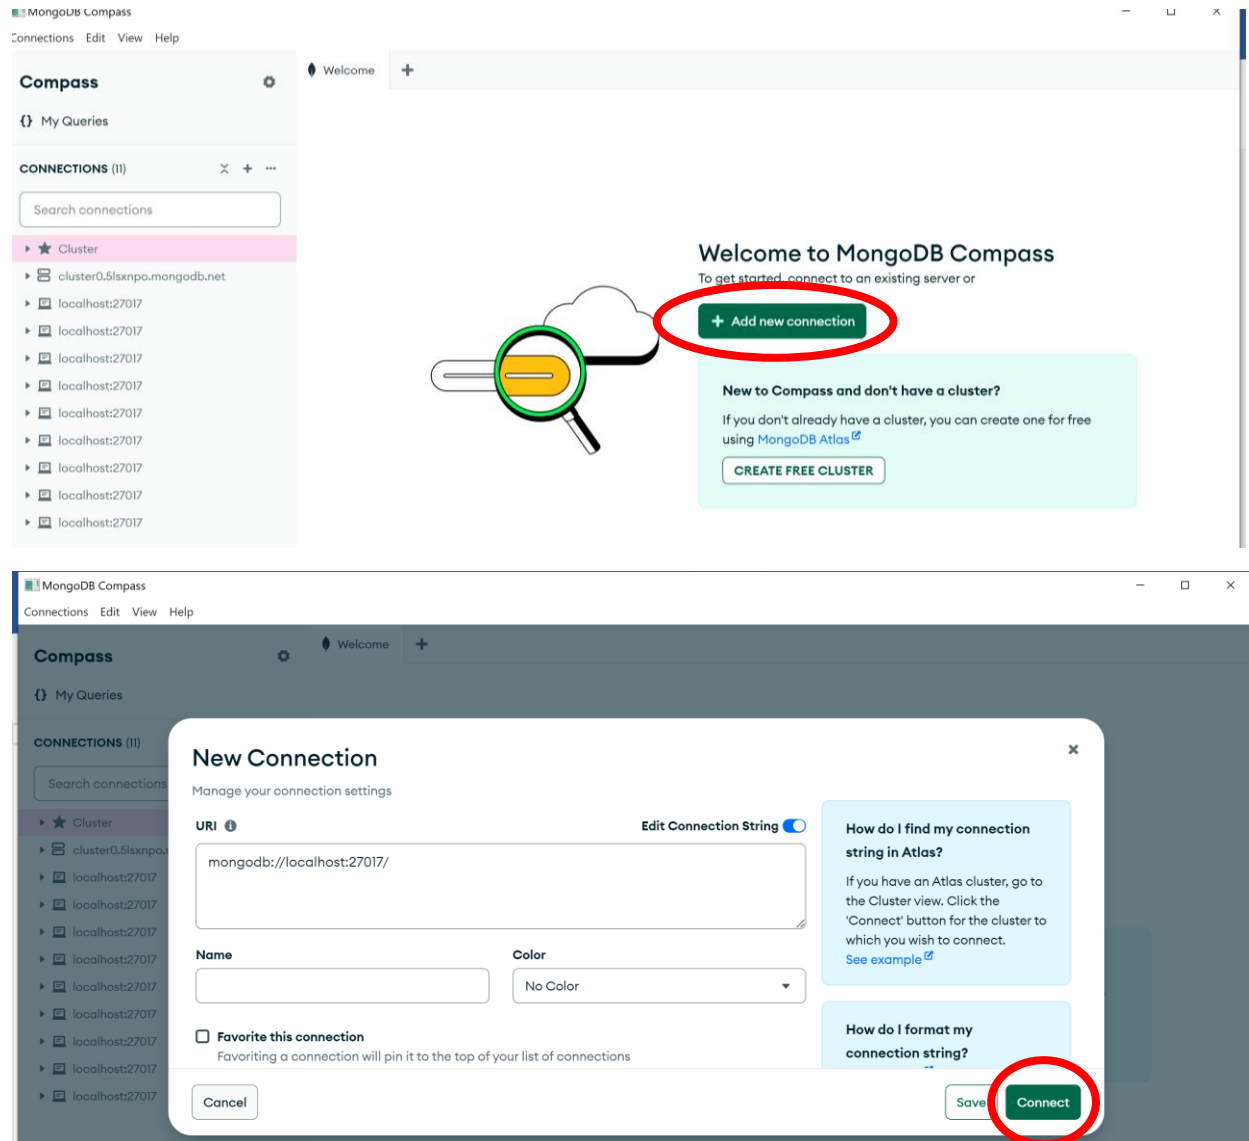 MongoDB Compass
Connections Edit View Help
Compass
Welcome
{} My Queries
CONNECTIONS (11)
Search connections
Cluster
cluster0.5lsxnpo.mongodb.net
localhost:27017
localhost:27017
localhost:27017
localhost:27017
localhost:27017
localhost:27017
localhost:27017
localhost:27017
localhost:27017
Welcome to MongoDB Compass
To get started, connect to an existing server or
+ Add new connection
New to Compass and don't have a cluster?
If you don't already have a cluster, you can create one for free
using MongoDB Atlas
CREATE FREE CLUSTER
MongoDB Compass
Connections Edit View Help
Compass
Welcome
{} My Queries
CONNECTIONS (11)
Search connections
Cluster
cluster0.5lsxnpo.
localhost:27017
localhost:27017
localhost:27017
localhost:27017
localhost:27017
localhost:27017
localhost:27017
localhost:27017
localhost:27017
New Connection
Manage your connection settings
URI
Edit Connection String
mongodb://localhost:27017/
Name
Color
No Color
Favorite this connection
Favoriting a connection will pin it to the top of your list of connections
How do I find my connection
string in Atlas?
If you have an Atlas cluster, go to
the Cluster view. Click the
'Connect' button for the cluster to
which you wish to connect.
See example
How do I format my
connection string?
Cancel
Save
Connect